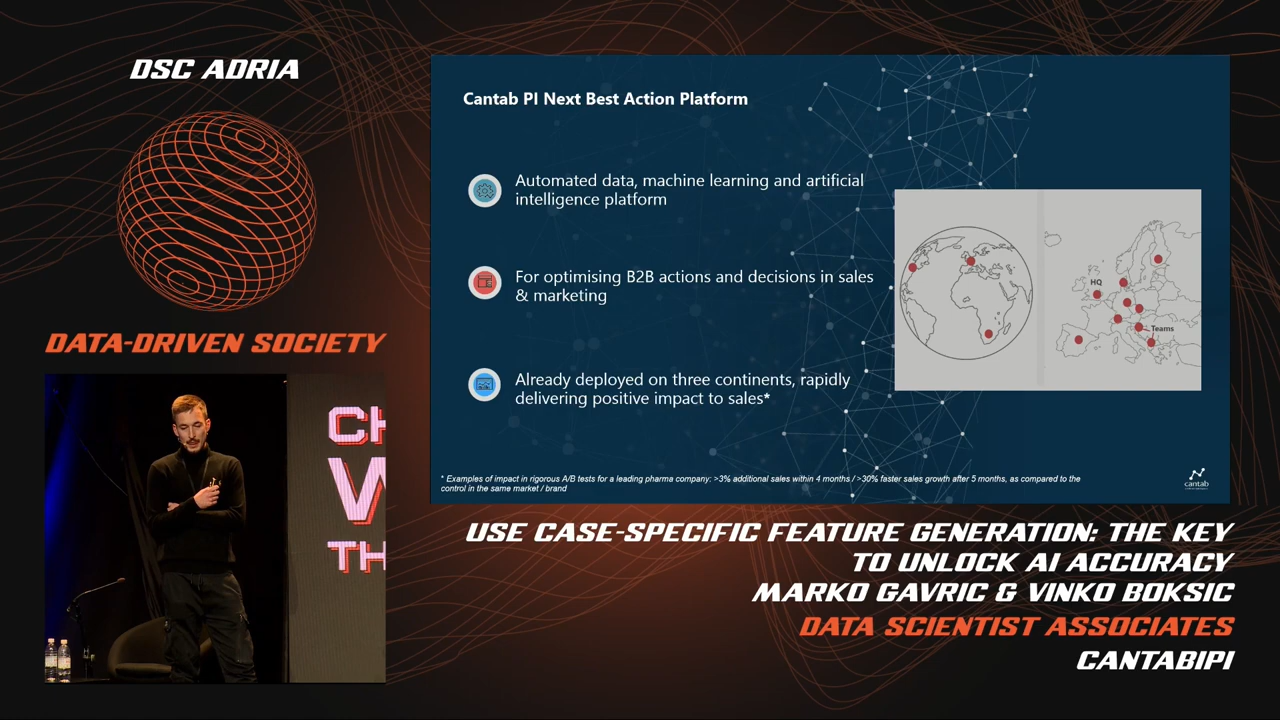 DSC ADRIA
DATA-DRIVEN SOCIETY
CH
W
TH
Cantab PI Next Best Action Platform
Automated data, machine learning and artificial
intelligence platform
For optimising B2B actions and decisions in sales
& marketing
Already deployed on three continents, rapidly
delivering positive impact to sales*
HQ
Teams
* Examples of impact in rigorous A/B tests for a leading pharma company: >3% additional sales within 4 months / >30% faster sales growth after 5 months, as compared to the
control in the same market / brand
cantab
USE CASE-SPECIFIC FEATURE GENERATION: THE KEY
TO UNLOCK AI ACCURACY
MARKO GAVRIC & VINKO BOKSIC
DATA SCIENTIST ASSOCIATES
CANTABIPI